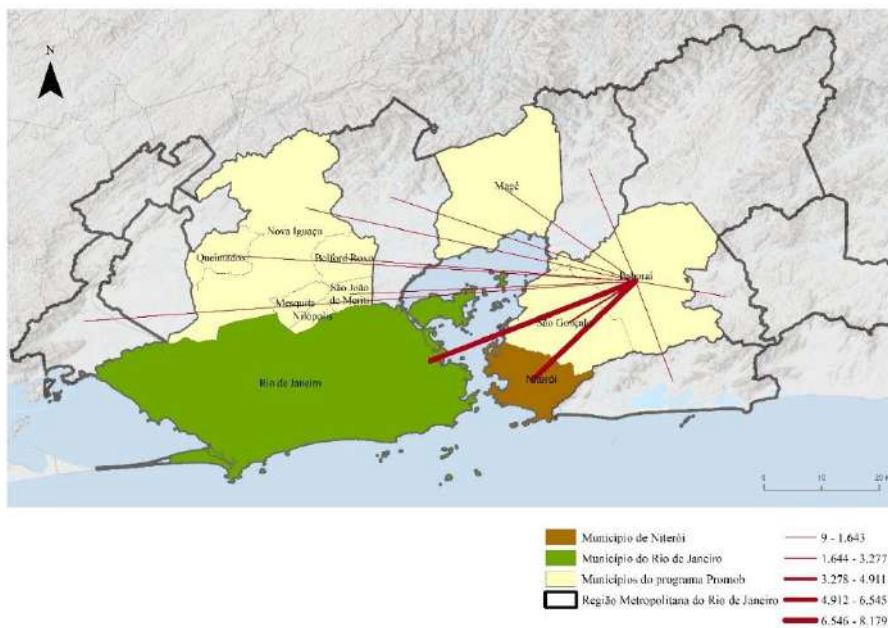 N
Magé
Nova Iguaçu
Queimados
Belford Roxo
Itaboraí
São João
de Meriti
Mesquita
Nilópolis
São Gonçalo
Rio de Janeiro
Niterói
0 10 20
Município de Niterói
Município do Rio de Janeiro
Municípios do programa Promob
Região Metropolitana do Rio de Janeiro
9 - 1.643
1.644 - 3.277
3.278 - 4.911
4.912 - 6.545
6.546 - 8.179